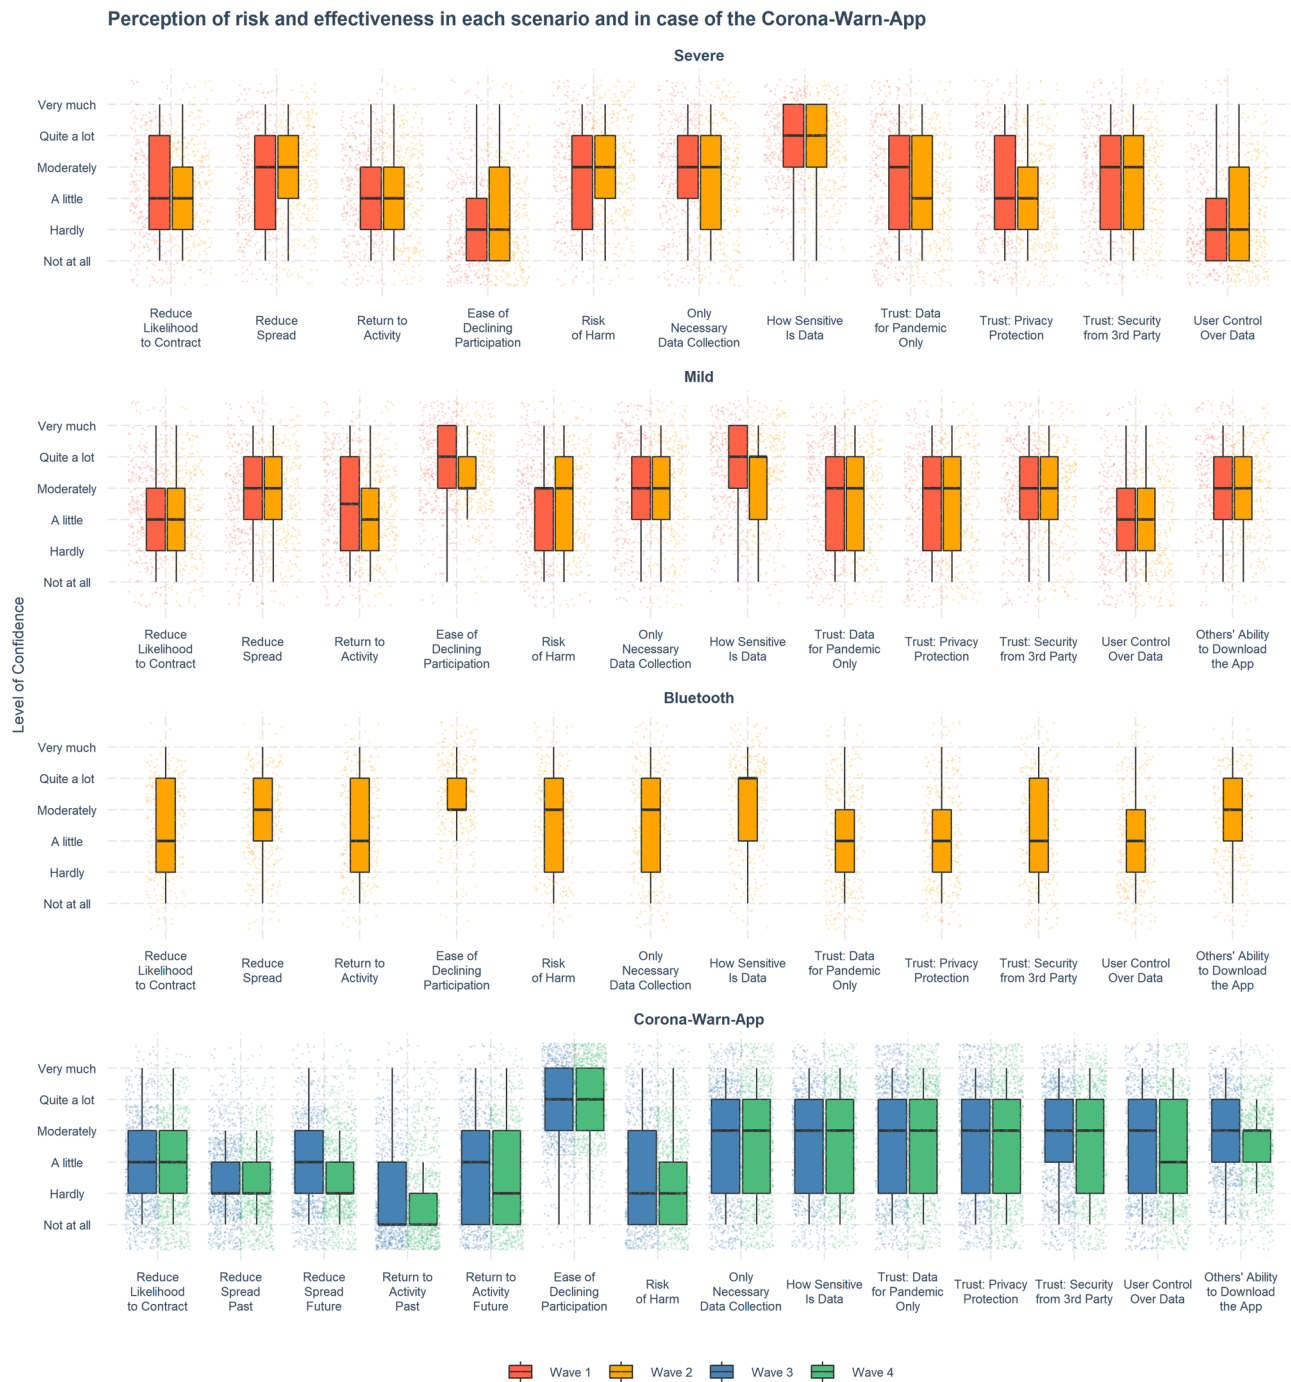 Perception of risk and effectiveness in each scenario and in case of the Corona-Warn-App
Level of Confidence
Severe
Very much
Quite a lot
Moderately
A little
Hardly
Not at all
Reduce
Likelihood
to Contract
Reduce
Spread
Return to
Activity
Ease of
Declining
Participation
Risk
of Harm
Only
Necessary
Data Collection
How Sensitive
Is Data
Trust: Data
for Pandemic
Only
Trust: Privacy
Protection
Trust: Security
from 3rd Party
User Control
Over Data
Mild
Very much
Quite a lot
Moderately
A little
Hardly
Not at all
Reduce
Likelihood
to Contract
Reduce
Spread
Return to
Activity
Ease of
Declining
Participation
Risk
of Harm
Only
Necessary
Data Collection
How Sensitive
Is Data
Trust: Data
for Pandemic
Only
Trust: Privacy
Protection
Trust: Security
from 3rd Party
User Control
Over Data
Others' Ability
to Download
the App
Bluetooth
Very much
Quite a lot
Moderately
A little
Hardly
Not at all
Reduce
Likelihood
to Contract
Reduce
Spread
Return to
Activity
Ease of
Declining
Participation
Risk
of Harm
Only
Necessary
Data Collection
How Sensitive
Is Data
Trust: Data
for Pandemic
Only
Trust: Privacy
Protection
Trust: Security
from 3rd Party
User Control
Over Data
Others' Ability
to Download
the App
Corona-Warn-App
Very much
Quite a lot
Moderately
A little
Hardly
Not at all
Reduce
Likelihood
to Contract
Reduce
Spread
Past
Reduce
Spread
Future
Return to
Activity
Past
Return to
Activity
Future
Ease of
Declining
Participation
Risk
of Harm
Only
Necessary
Data Collection
How Sensitive
Is Data
Trust: Data
for Pandemic
Only
Trust: Privacy
Protection
Trust: Security
from 3rd Party
User Control
Over Data
Others' Ability
to Download
the App
Wave 1
Wave 2
Wave 3
Wave 4